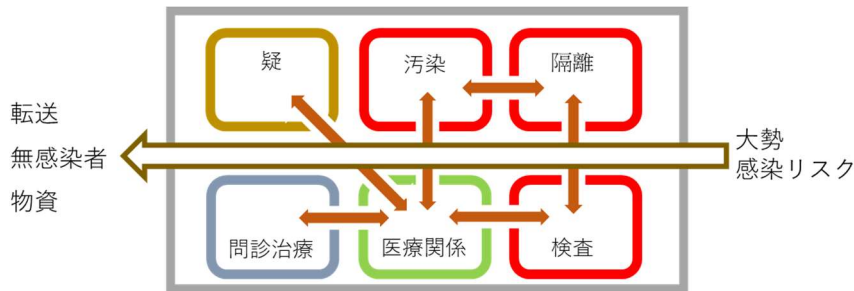 疑
汚染
隔離
転送
無感染者
物資
大勢
感染リスク
問診治療
医療関係
検査